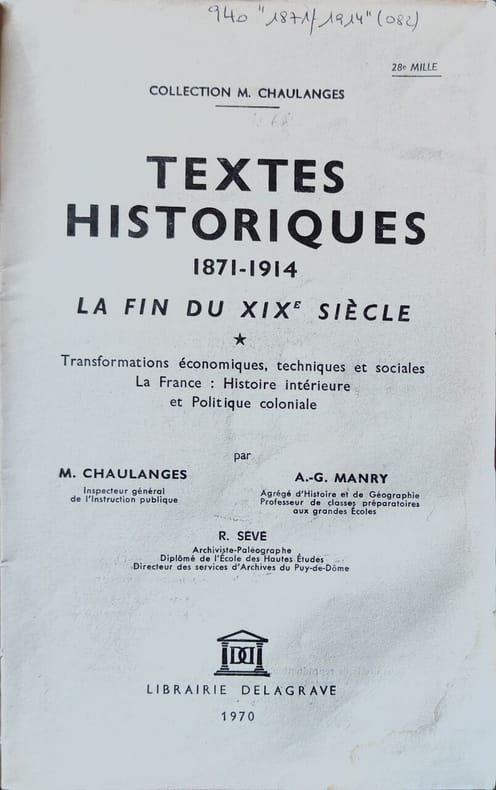 940 "1871/1914" (082)
28e MILLE
COLLECTION M. CHAULANGES
TEXTES
HISTORIQUES
1871-1914
LA FIN DU XIXE SIÈCLE
★
Transformations économiques, techniques et sociales
La France : Histoire intérieure
et Politique coloniale
par
M. CHAULANGES
Inspecteur général
de l'Instruction publique
A.-G. MANRY
Agrégé d'Histoire et de Géographie
Professeur de classes préparatoires
aux grandes Écoles
R. SÈVE
Archiviste-Paléographe
Diplômé de l'École des Hautes Études
Directeur des services d'Archives du Puy-de-Dôme
LIBRAIRIE DELAGRAVE
1970